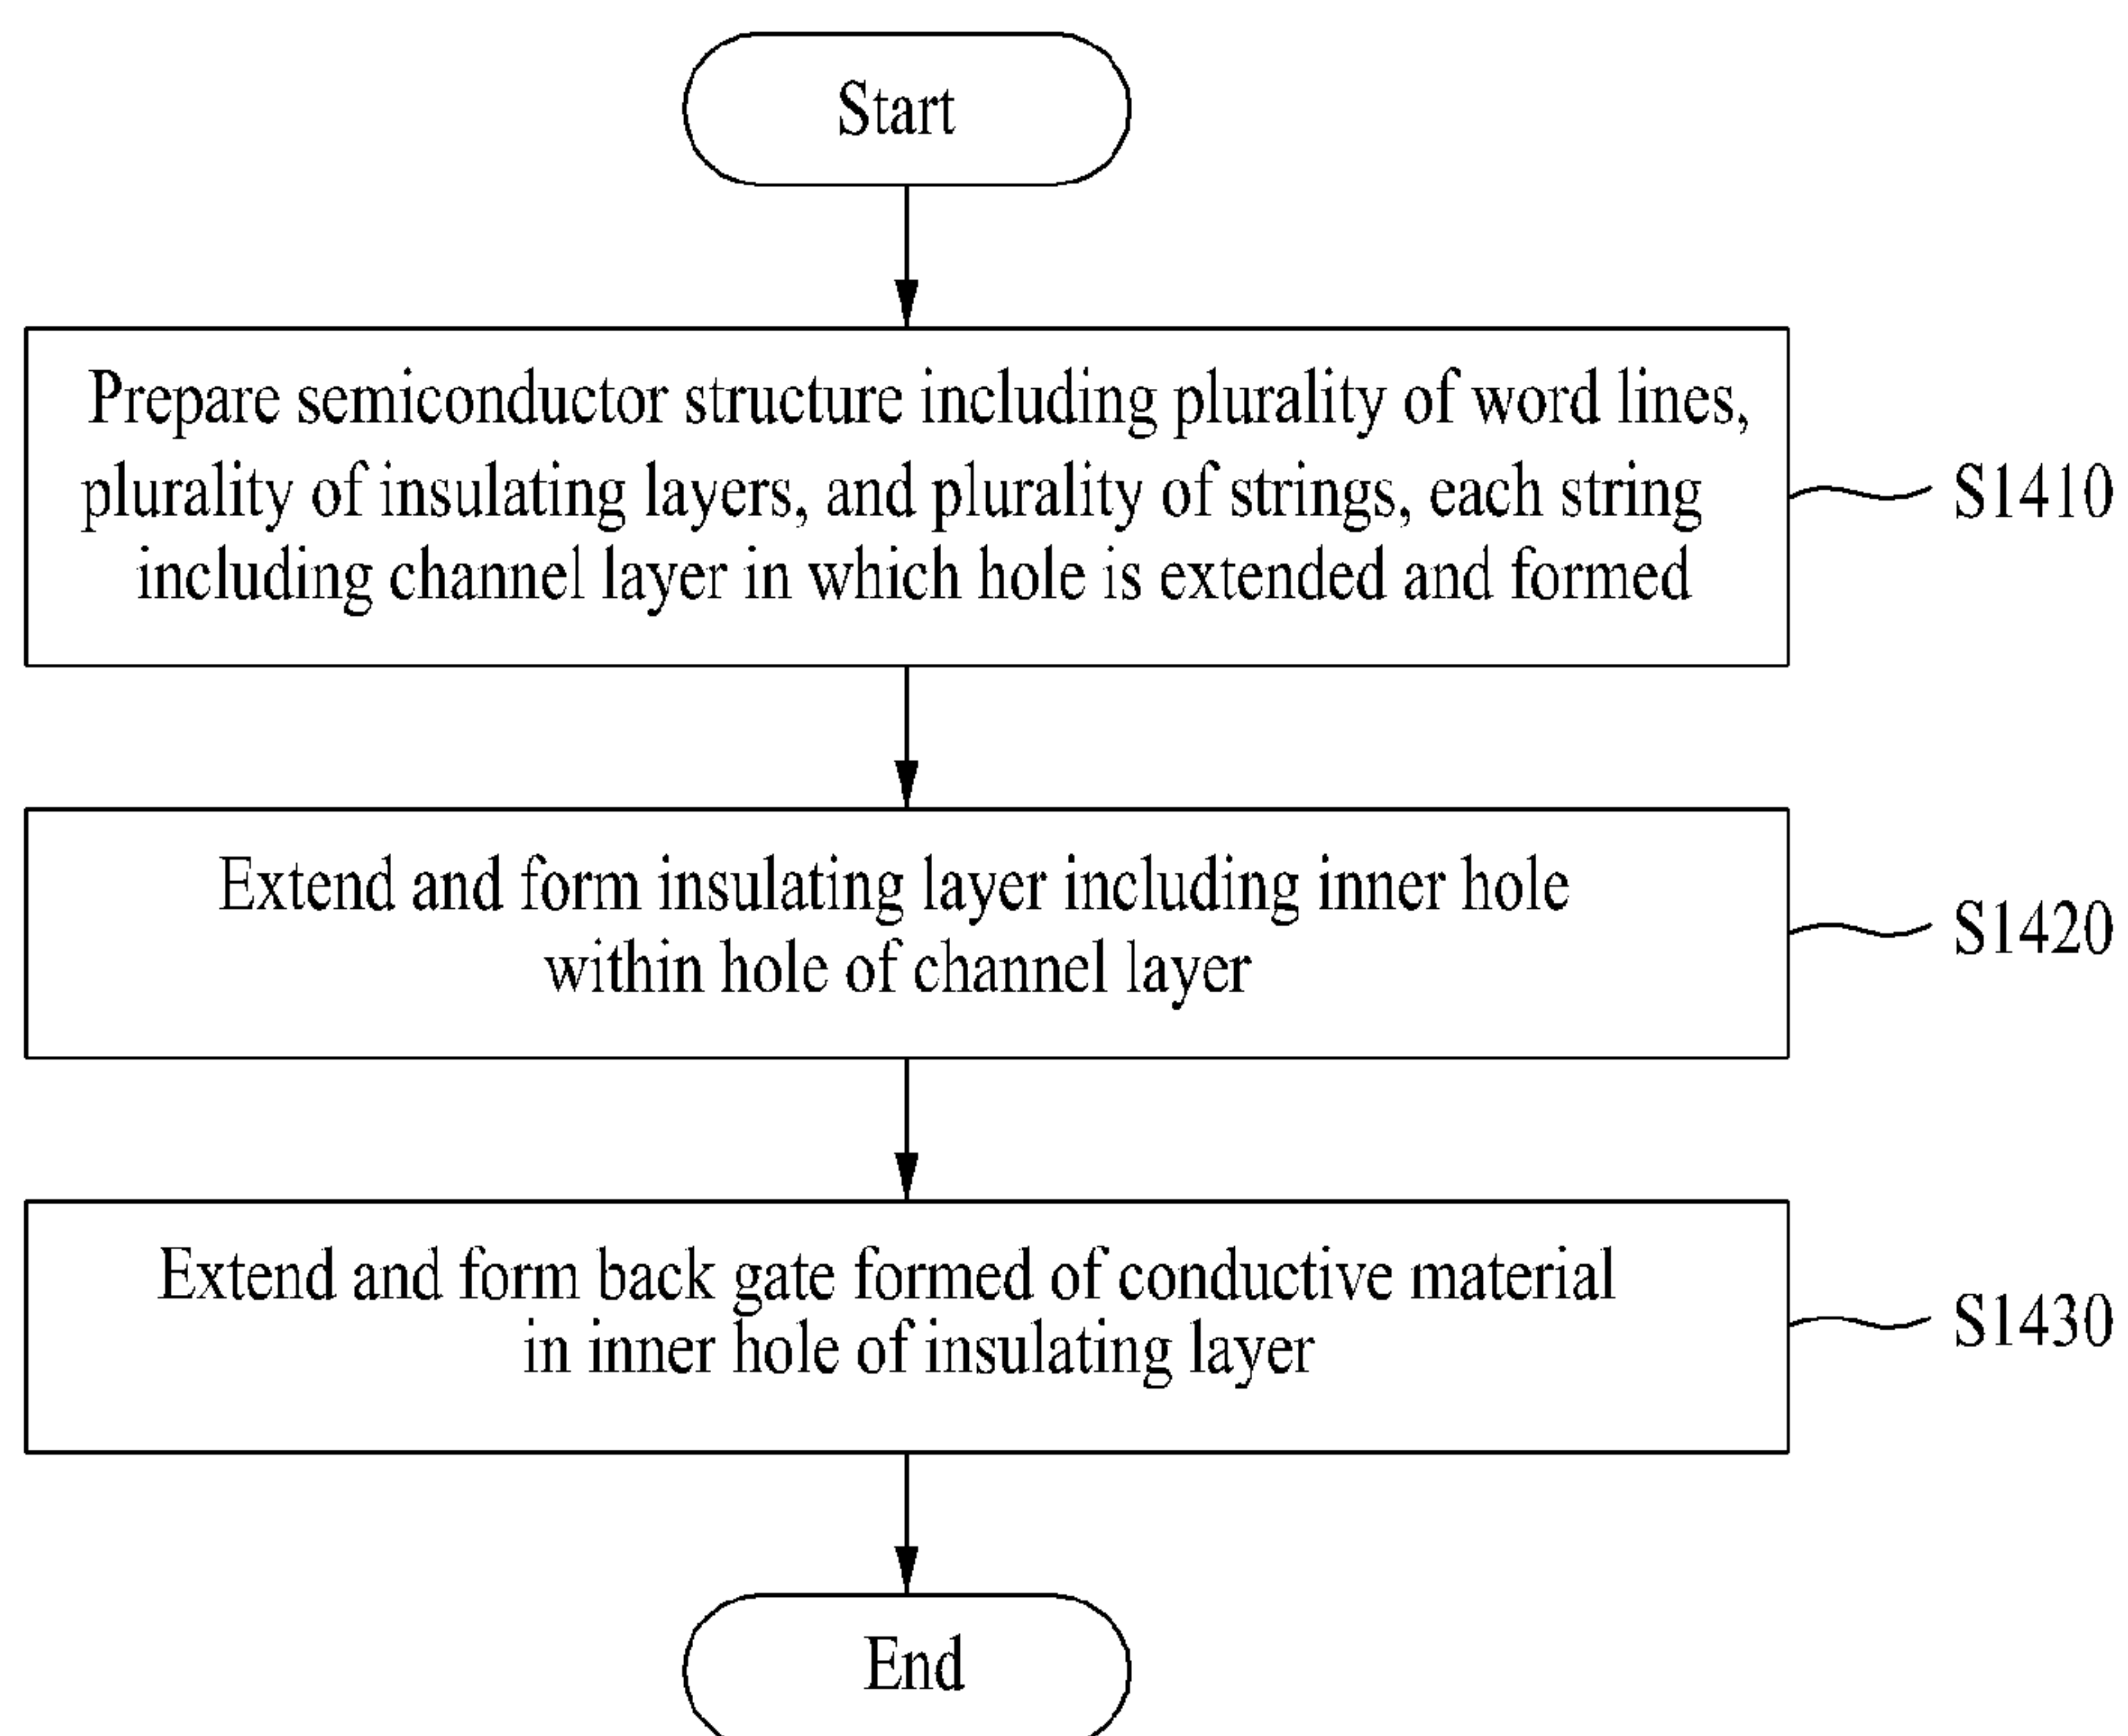 Start
Prepare semiconductor structure including plurality of word lines,
plurality of insulating layers, and plurality of strings, each string
including channel layer in which hole is extended and formed
S1410
Extend and form insulating layer including inner hole
within hole of channel layer
S1420
Extend and form back gate formed of conductive material
in inner hole of insulating layer
S1430
End